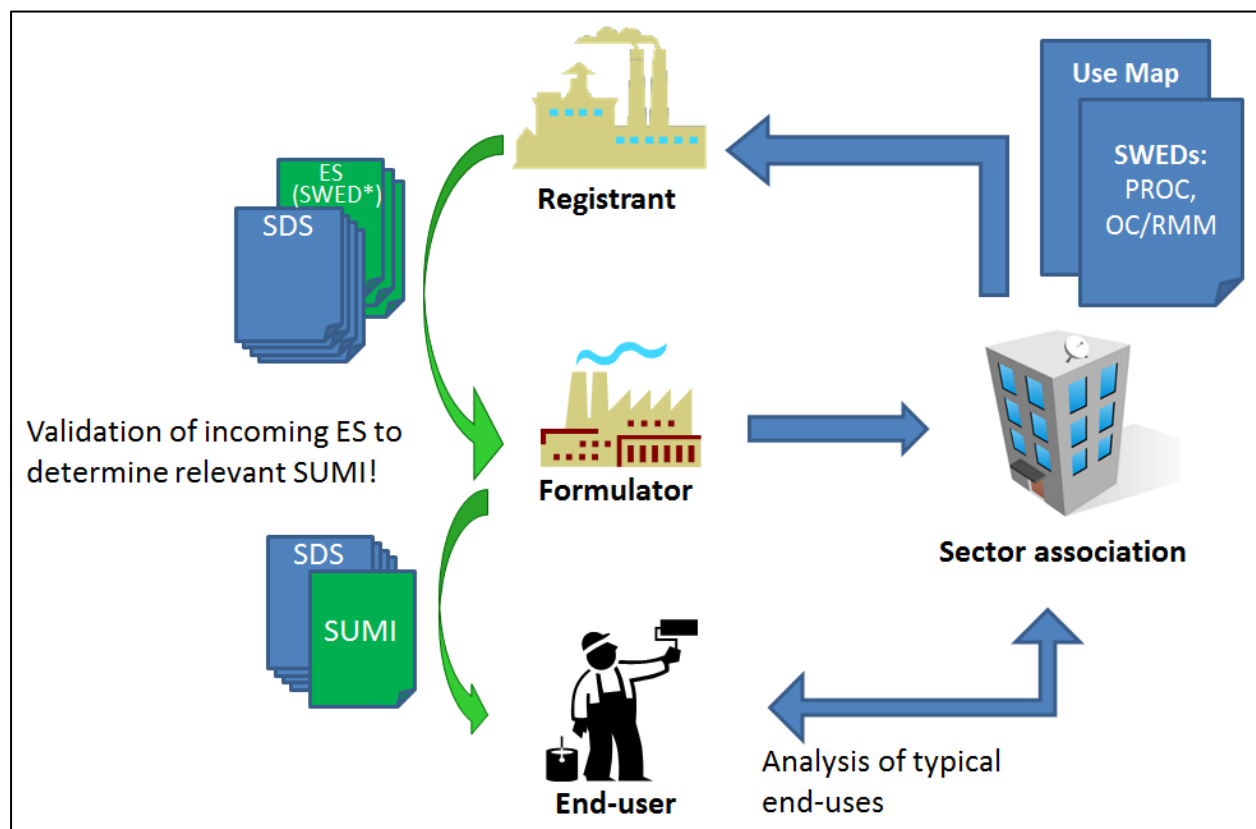 Use Map
SWEDs:
PROC,
OC/RMM
Registrant
ES
(SWED*)
SDS
Validation of incoming ES to
determine relevant SUMI!
Formulator
Sector association
SDS
SUMI
End-user
Analysis of typical
end-uses